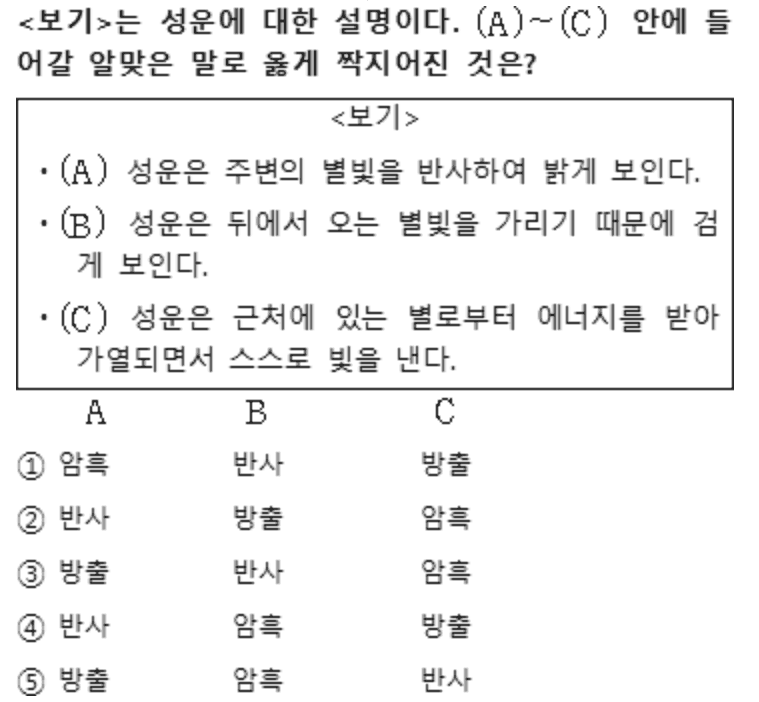 <보기>는 성운에 대한 설명이다. (A)~(C) 안에 들
어갈 알맞은 말로 옳게 짝지어진 것은?
<보기>
・(A) 성운은 주변의 별빛을 반사하여 밝게 보인다.
・(B) 성운은 뒤에서 오는 별빛을 가리기 때문에 검
게 보인다.
・(C) 성운은 근처에 있는 별로부터 에너지를 받아
가열되면서 스스로 빛을 낸다.
A B C
① 암흑 반사 방출
② 반사 방출 암흑
③ 방출 반사 암흑
④ 반사 암흑 방출
⑤ 방출 암흑 반사